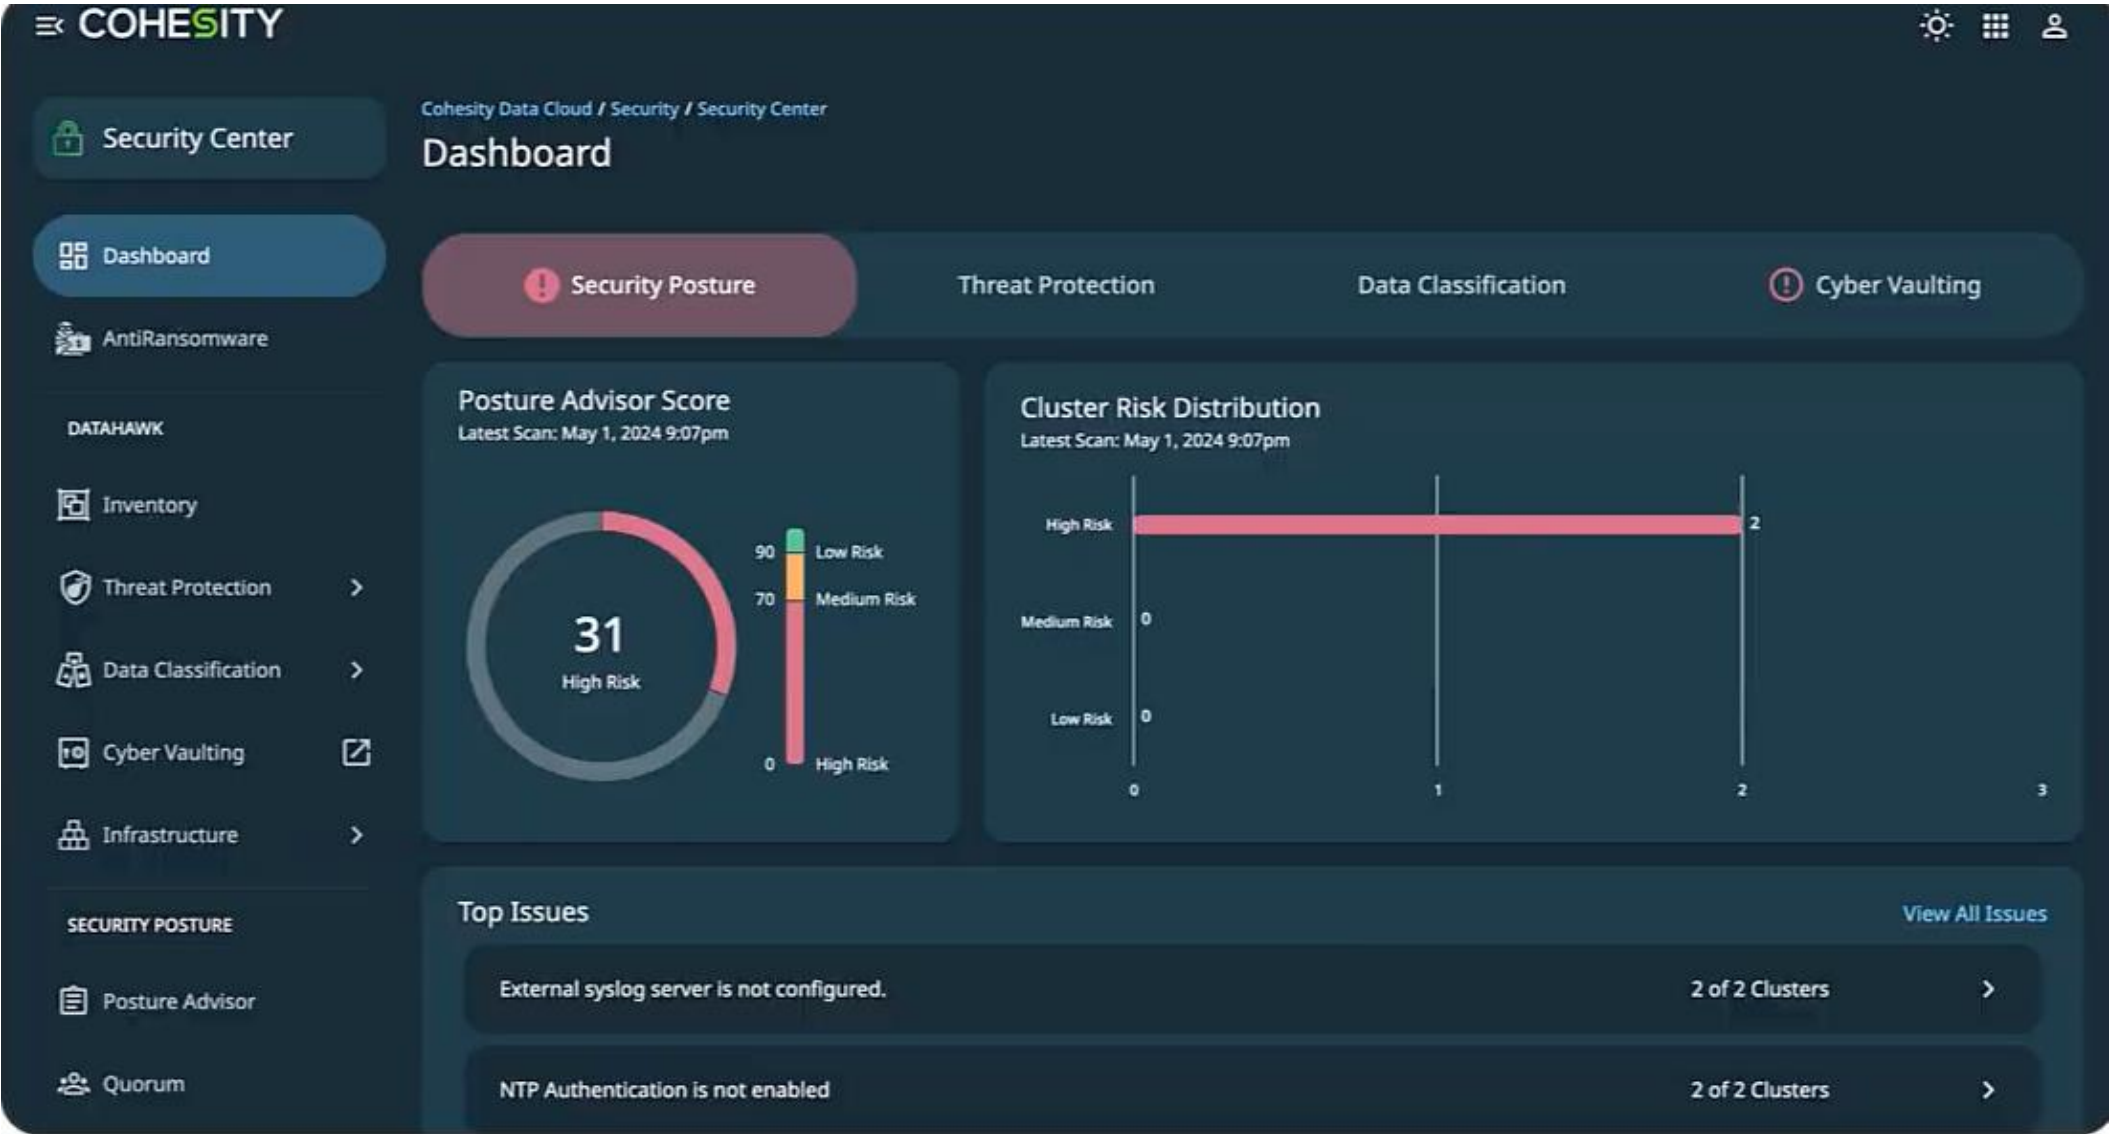 COHESITY
Security Center
Dashboard
AntiRansomware
DATAHAWK
Inventory
Threat Protection
Data Classification
Cyber Vaulting
Infrastructure
SECURITY POSTURE
Posture Advisor
Quorum
Cohesity Data Cloud / Security / Security Center
Dashboard
Security Posture
Threat Protection
Data Classification
Cyber Vaulting
Posture Advisor Score
Latest Scan: May 1, 2024 9:07pm
31
High Risk
90 Low Risk
70 Medium Risk
0 High Risk
Cluster Risk Distribution
Latest Scan: May 1, 2024 9:07pm
High Risk 2
Medium Risk 0
Low Risk 0
0 1 2 3
Top Issues
View All Issues
External syslog server is not configured. 2 of 2 Clusters
NTP Authentication is not enabled 2 of 2 Clusters